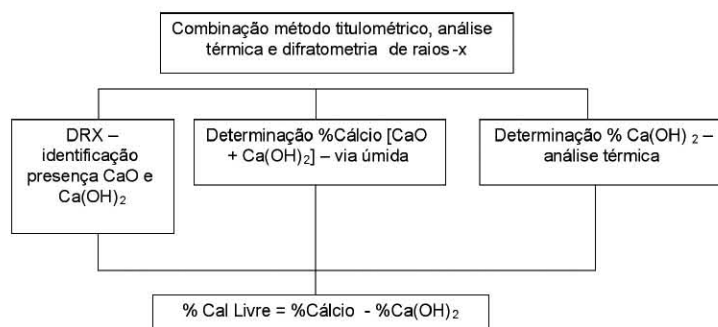 Combinação método titulométrico, análise
térmica e difratometria de raios-x
DRX –
identificação
presença CaO e
Ca(OH)₂
Determinação %Cálcio [CaO
+ Ca(OH)₂] – via úmida
Determinação % Ca(OH) ₂ –
análise térmica
% Cal Livre = %Cálcio - %Ca(OH)₂